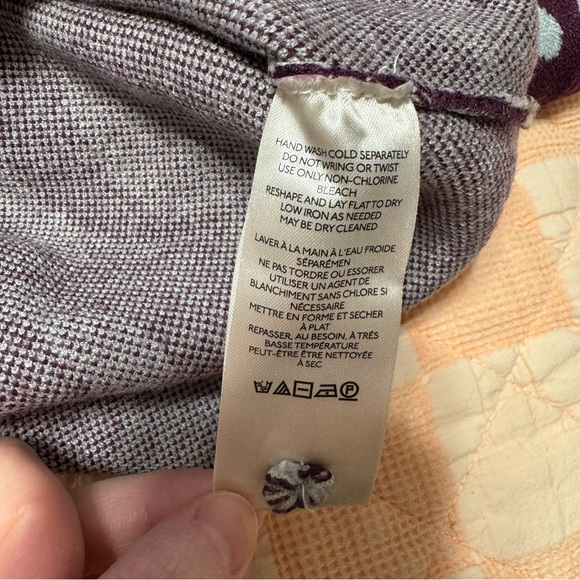 HAND WASH COLD SEPARATELY
DO NOT WRING OR TWIST
USE ONLY NON-CHLORINE
BLEACH
RESHAPE AND LAY FLAT TO DRY
LOW IRON AS NEEDED
MAY BE DRY CLEANED
LAVER À LA MAIN À L'EAU FROIDE
SÉPARÉMEN
NE PAS TORDRE OU ESSORER
UTILISER UN AGENT DE
BLANCHIMENT SANS CHLORE SI
NÉCESSAIRE
METTRE EN FORME ET SECHER
À PLAT
REPASSER, AU BESOIN, À TRÈS
BASSE TEMPÉRATURE
PEUT-ÊTRE ÊTRE NETTOYÉE
À SEC
P